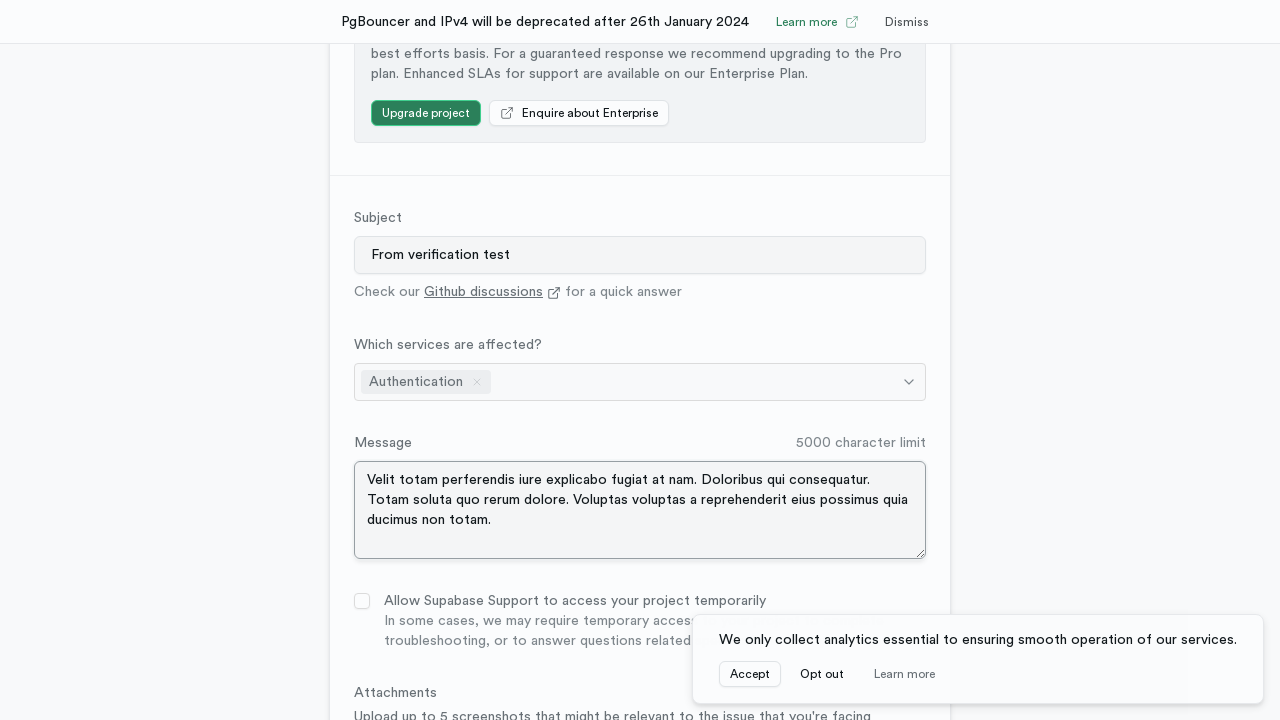 PgBouncer and IPv4 will be deprecated after 26th January 2024
Learn more
Dismiss
best efforts basis. For a guaranteed response we recommend upgrading to the Pro
plan. Enhanced SLAs for support are available on our Enterprise Plan.
Upgrade project
Enquire about Enterprise
Subject
From verification test
Check our Github discussions for a quick answer
Which services are affected?
Authentication
Message
5000 character limit
Velit totam perferendis iure explicabo fugiat at nam. Doloribus qui consequatur.
Totam soluta quo rerum dolore. Voluptas voluptas a reprehenderit eius possimus quia
ducimus non totam.
Allow Supabase Support to access your project temporarily
In some cases, we may require temporary access
troubleshooting, or to answer questions related
We only collect analytics essential to ensuring smooth operation of our services.
Accept
Opt out
Learn more
Attachments
Upload up to 5 screenshots that might be relevant to the issue that you're facing